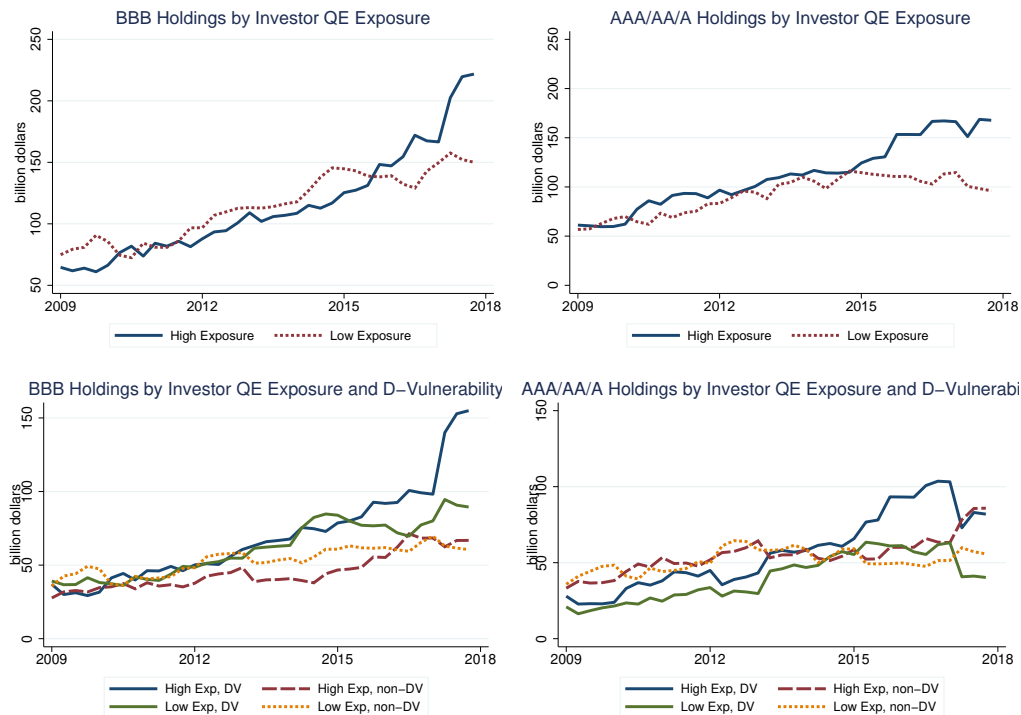 BBB Holdings by Investor QE Exposure
250
200
150
100
50
billion dollars
2009 2012 2015 2018
High Exposure Low Exposure
AAA/AA/A Holdings by Investor QE Exposure
250
200
150
100
50
0
billion dollars
2009 2012 2015 2018
High Exposure Low Exposure
BBB Holdings by Investor QE Exposure and D−Vulnerability
150
100
50
0
billion dollars
2009 2012 2015 2018
High Exp, DV High Exp, non−DV
Low Exp, DV Low Exp, non−DV
AAA/AA/A Holdings by Investor QE Exposure and D−Vulnerabi
150
100
50
0
billion dollars
2009 2012 2015 2018
High Exp, DV High Exp, non−DV
Low Exp, DV Low Exp, non−DV